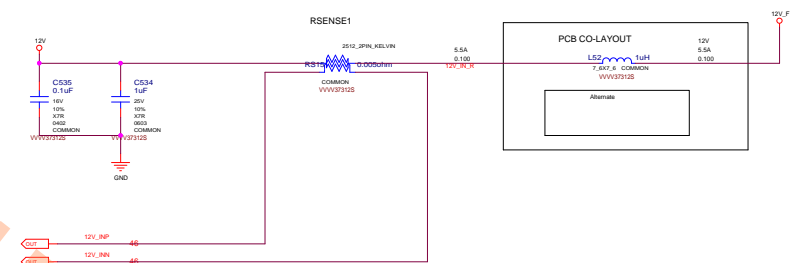 RSENSE1
12V_F
12V
2512_2PIN_KELVIN
5.5A
0.100
12V_IN_R
PCB CO-LAYOUT
12V
5.5A
0.100
L52
1uH
7_6X7_6 COMMON
VVVV37312S
Alternate
0.005ohm
COMMON
VVVV37312S
C535
0.1uF
16V
10%
X7R
0402
COMMON
VVVV37312S
C534
1uF
25V
10%
X7R
0603
COMMON
VVVV37312S
GND
OUT
12V_INP
46
OUT
12V_INN
46